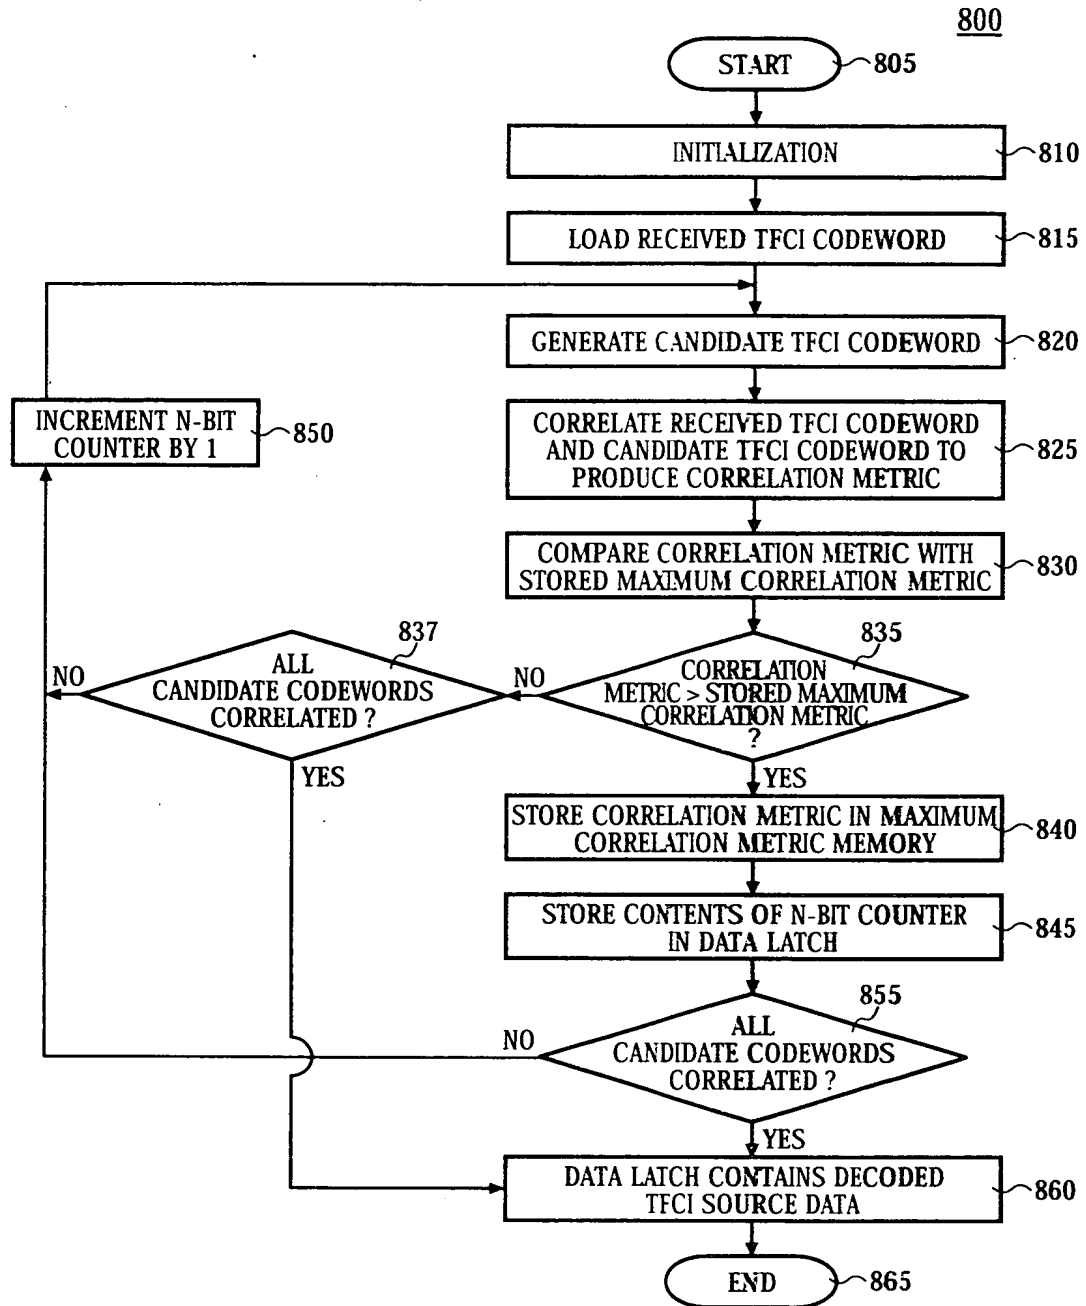 800
START
805
INITIALIZATION
810
LOAD RECEIVED TFCI CODEWORD
815
GENERATE CANDIDATE TFCI CODEWORD
820
INCREMENT N-BIT
COUNTER BY 1
850
CORRELATE RECEIVED TFCI CODEWORD
AND CANDIDATE TFCI CODEWORD TO
PRODUCE CORRELATION METRIC
825
COMPARE CORRELATION METRIC WITH
STORED MAXIMUM CORRELATION METRIC
830
837
ALL
CANDIDATE CODEWORDS
CORRELATED ?
NO
YES
835
CORRELATION
METRIC > STORED MAXIMUM
CORRELATION METRIC
?
NO
YES
STORE CORRELATION METRIC IN MAXIMUM
CORRELATION METRIC MEMORY
840
STORE CONTENTS OF N-BIT COUNTER
IN DATA LATCH
845
855
ALL
CANDIDATE CODEWORDS
CORRELATED ?
NO
YES
DATA LATCH CONTAINS DECODED
TFCI SOURCE DATA
860
END
865